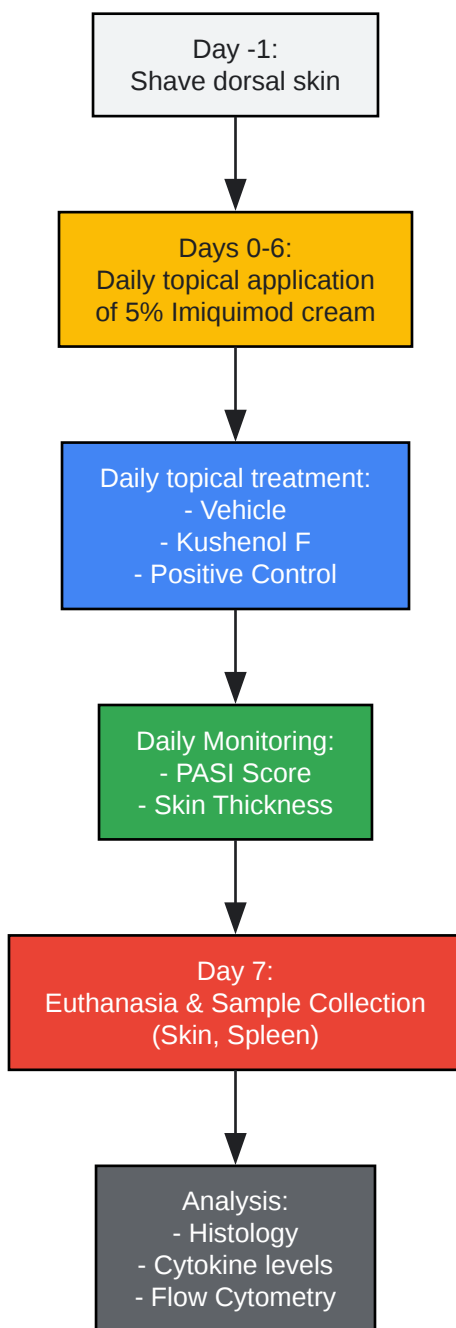 Day -1:
Shave dorsal skin
Days 0-6:
Daily topical application
of 5% Imiquimod cream
Daily topical treatment:
- Vehicle
- Kushenol F
- Positive Control
Daily Monitoring:
- PASI Score
- Skin Thickness
Day 7:
Euthanasia & Sample Collection
(Skin, Spleen)
Analysis:
- Histology
- Cytokine levels
- Flow Cytometry